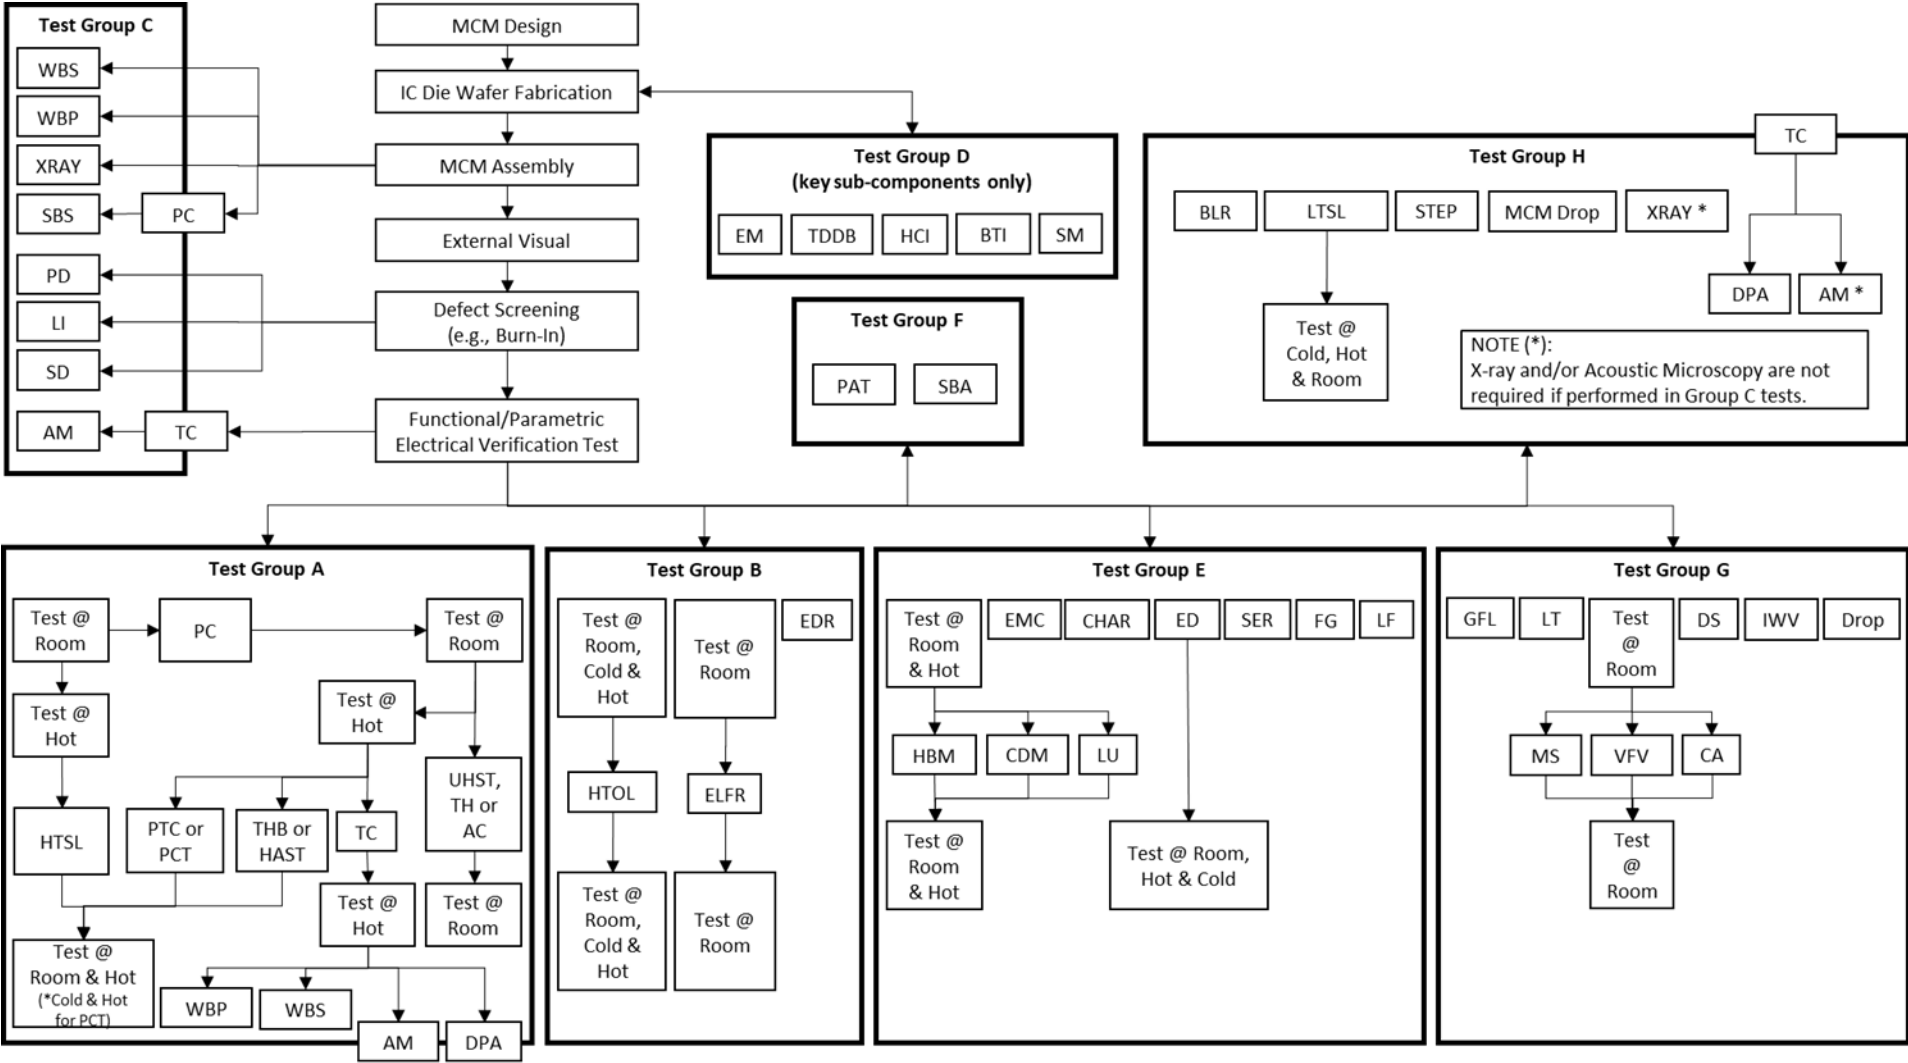 Test Group C
WBS
WBP
XRAY
SBS
PC
PD
LI
SD
AM
TC
MCM Design
IC Die Wafer Fabrication
MCM Assembly
External Visual
Defect Screening
(e.g., Burn-In)
Functional/Parametric
Electrical Verification Test
Test Group D
(key sub-components only)
EM
TDDB
HCI
BTI
SM
Test Group F
PAT
SBA
TC
Test Group H
BLR
LTSL
STEP
MCM Drop
XRAY *
DPA
AM *
Test @
Cold, Hot
& Room
NOTE (*):
X-ray and/or Acoustic Microscopy are not
required if performed in Group C tests.
Test Group A
Test @
Room
PC
Test @
Room
Test @
Hot
Test @
Hot
HTSL
PTC or
PCT
THB or
HAST
TC
UHST,
TH or
AC
Test @
Hot
Test @
Room
Test @
Room & Hot
(*Cold & Hot
for PCT)
WBP
WBS
AM
DPA
Test Group B
Test @
Room,
Cold &
Hot
Test @
Room
EDR
HTOL
ELFR
Test @
Room,
Cold &
Hot
Test @
Room
Test Group E
Test @
Room
& Hot
EMC
CHAR
ED
SER
FG
LF
HBM
CDM
LU
Test @
Room
& Hot
Test @ Room,
Hot & Cold
Test Group G
GFL
LT
Test
@
Room
DS
IWV
Drop
MS
VFV
CA
Test
@
Room